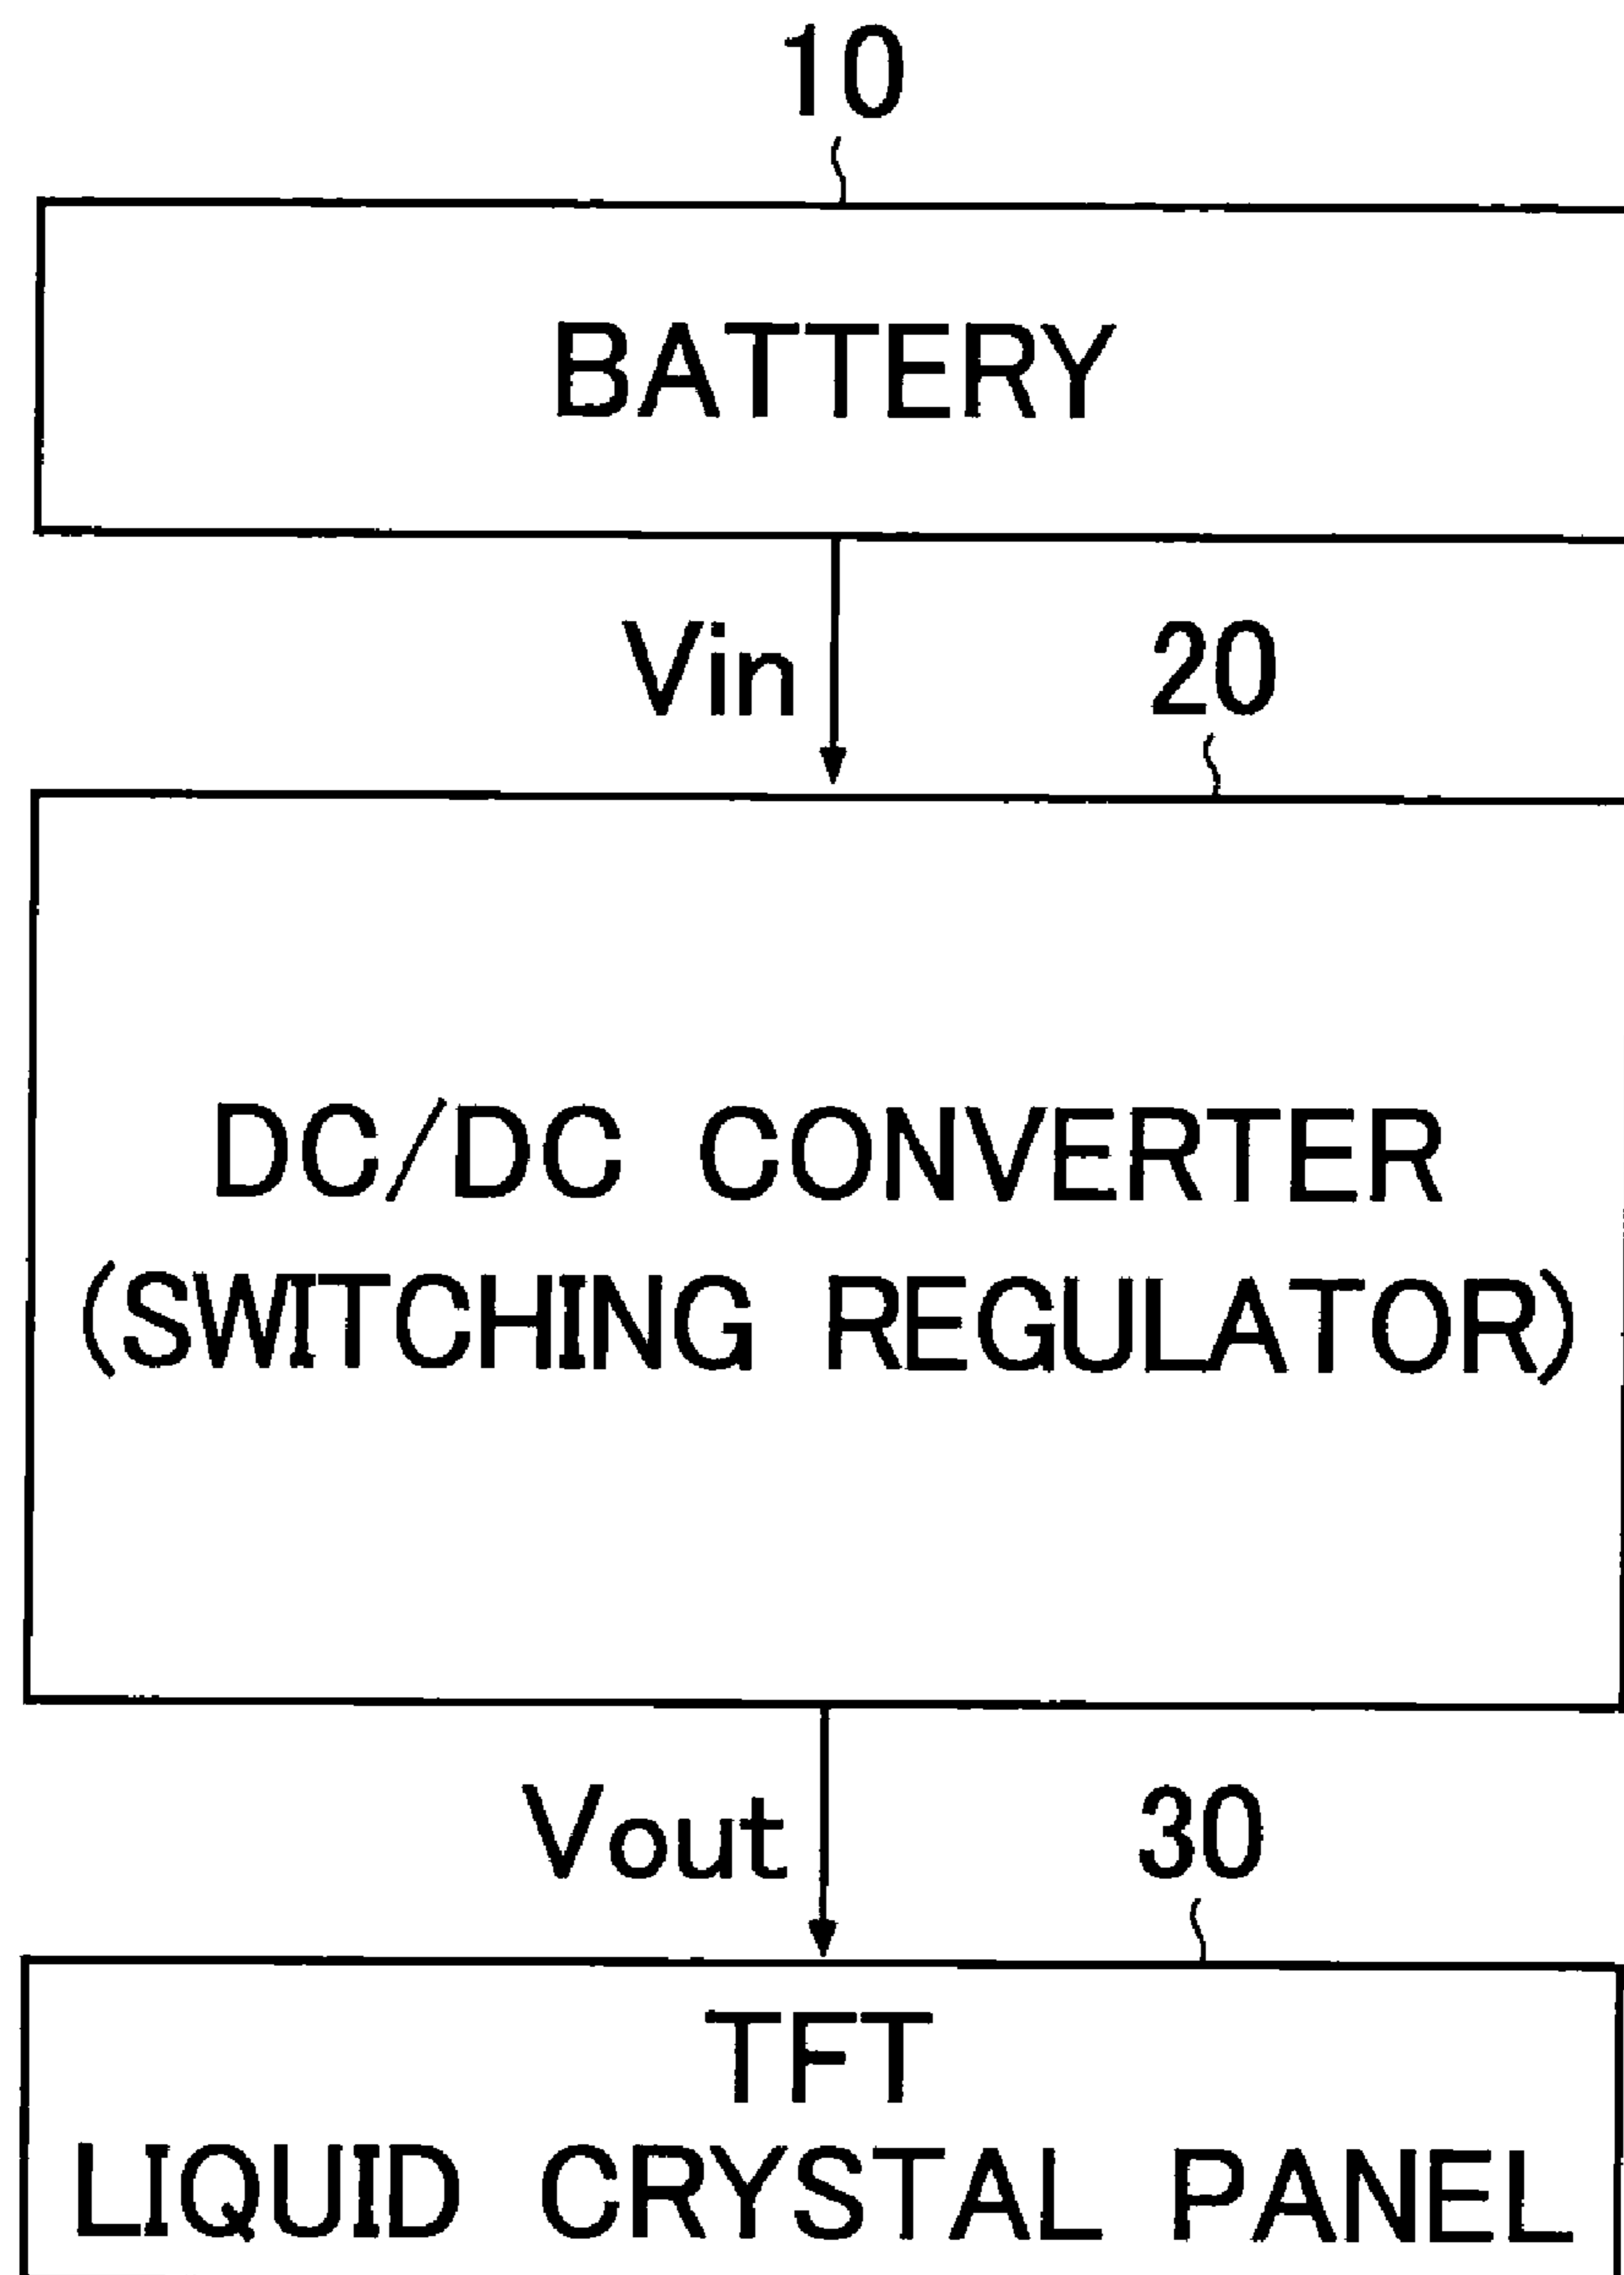 10
BATTERY
Vin
20
DC/DC CONVERTER
(SWITCHING REGULATOR)
Vout
30
TFT
LIQUID CRYSTAL PANEL